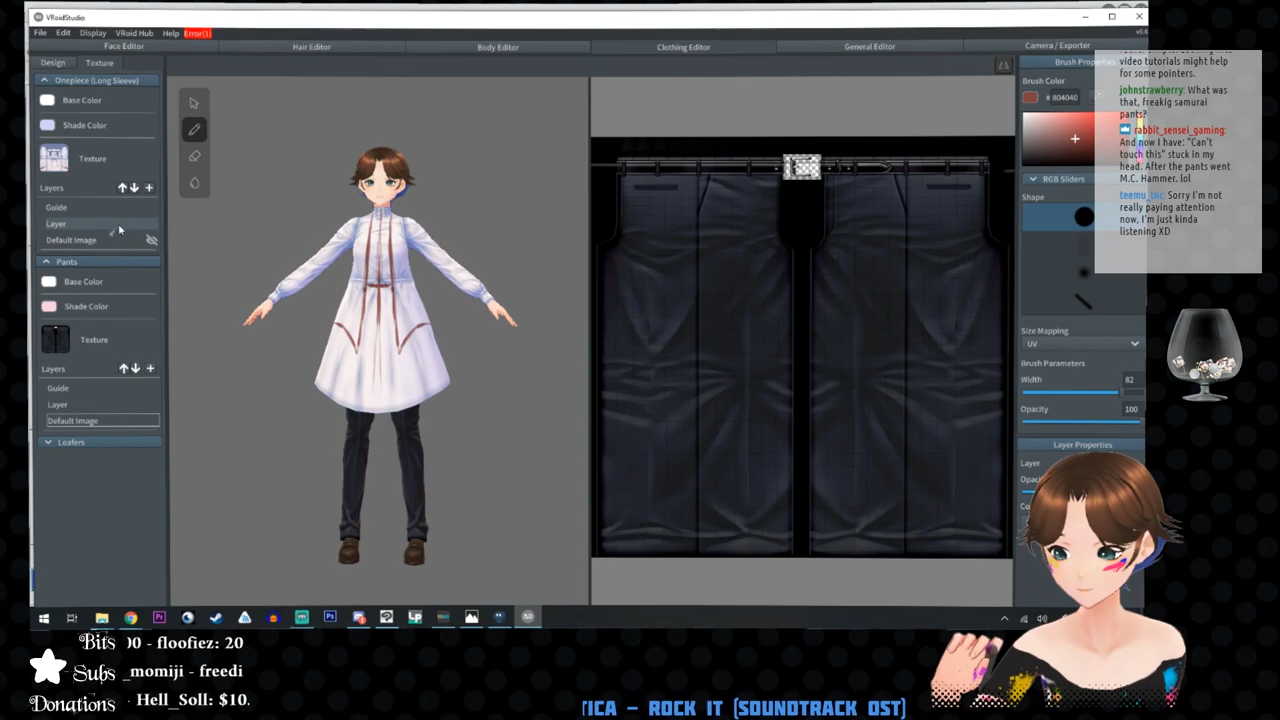 VRoidStudio
File Edit Display VRoid Hub Help Error(1)
Face Editor Hair Editor Body Editor Clothing Editor General Editor Camera / Exporter
Design Texture
Onepiece (Long Sleeve)
Base Color
Shade Color
Texture
Layers
Guide
Layer
Default Image
Pants
Base Color
Shade Color
Texture
Layers
Guide
Layer
Default Image
Loafers
Brush Properties
Brush Color
# 804040
RGB Sliders
Shape
Size Mapping
UV
Brush Parameters
Width 82
Opacity 100
Layer Properties
Layer
video tutorials might help
for some pointers.
johnstrawberry: What was
that, freakig samurai
pants?
rabbit_sensei_gaming:
And now I have: "Can't
touch this" stuck in my
head. After the pants went
M.C. Hammer. lol
teemu_tnc: Sorry I'm not
really paying attention
now, I'm just kinda
listening XD
Bits - floofiez: 20
Subs _momiji - freedi
Donations Hell_Soll: $10.
ICA – ROCK IT (SOUNDTRACK OST)